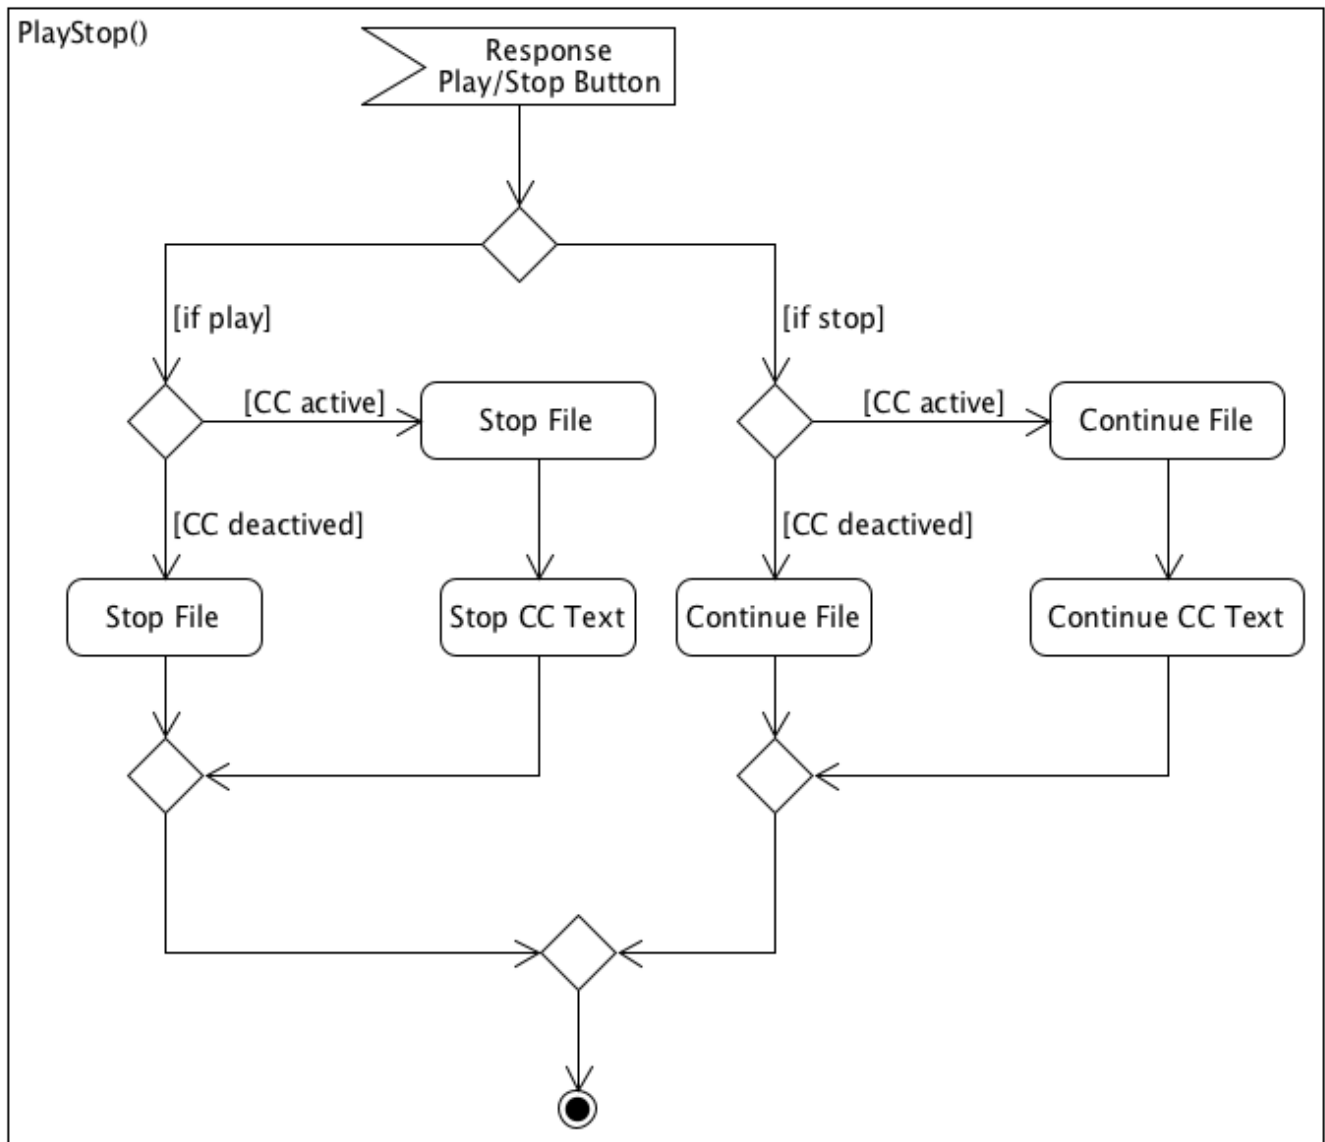 PlayStop()
Response
Play/Stop Button
[if play]
[if stop]
[CC active]
Stop File
[CC active]
Continue File
[CC deactived]
[CC deactived]
Stop File
Stop CC Text
Continue File
Continue CC Text